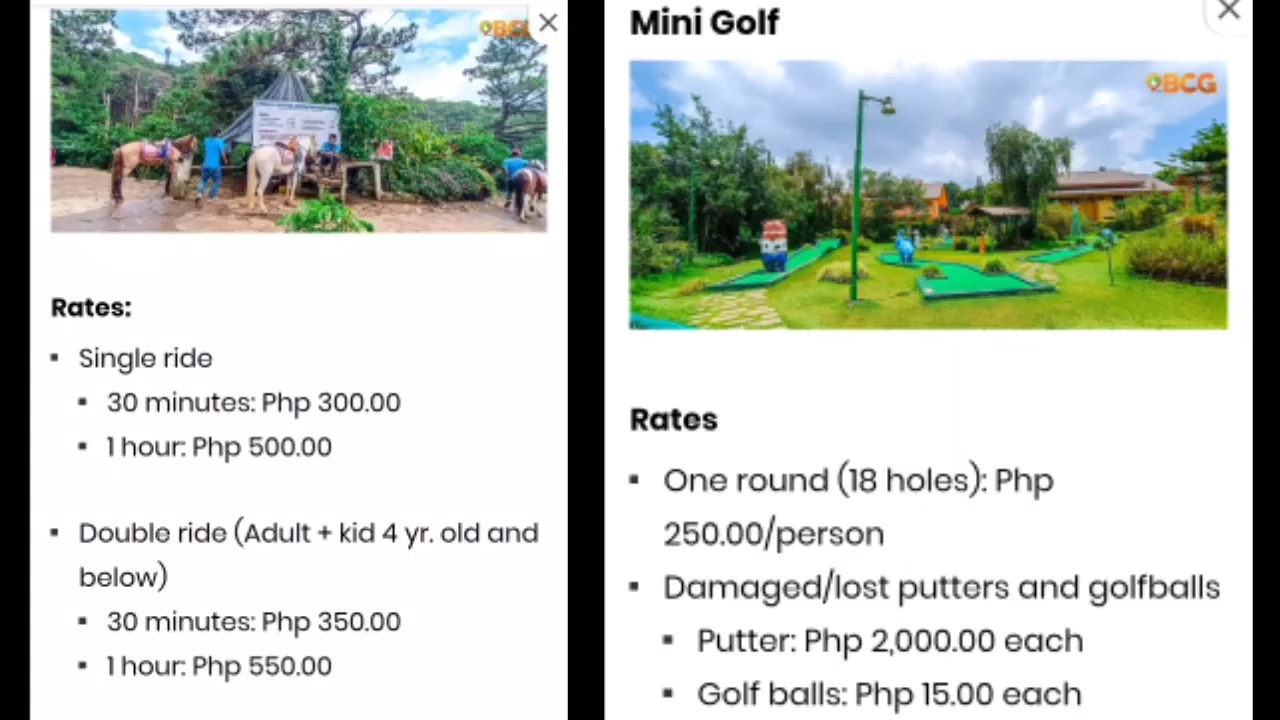 BCG
Rates:
Single ride
30 minutes: Php 300.00
1 hour: Php 500.00
Double ride (Adult + kid 4 yr. old and
below)
30 minutes: Php 350.00
1 hour: Php 550.00
Mini Golf
BCG
Rates
One round (18 holes): Php
250.00/person
Damaged/lost putters and golfballs
Putter: Php 2,000.00 each
Golf balls: Php 15.00 each